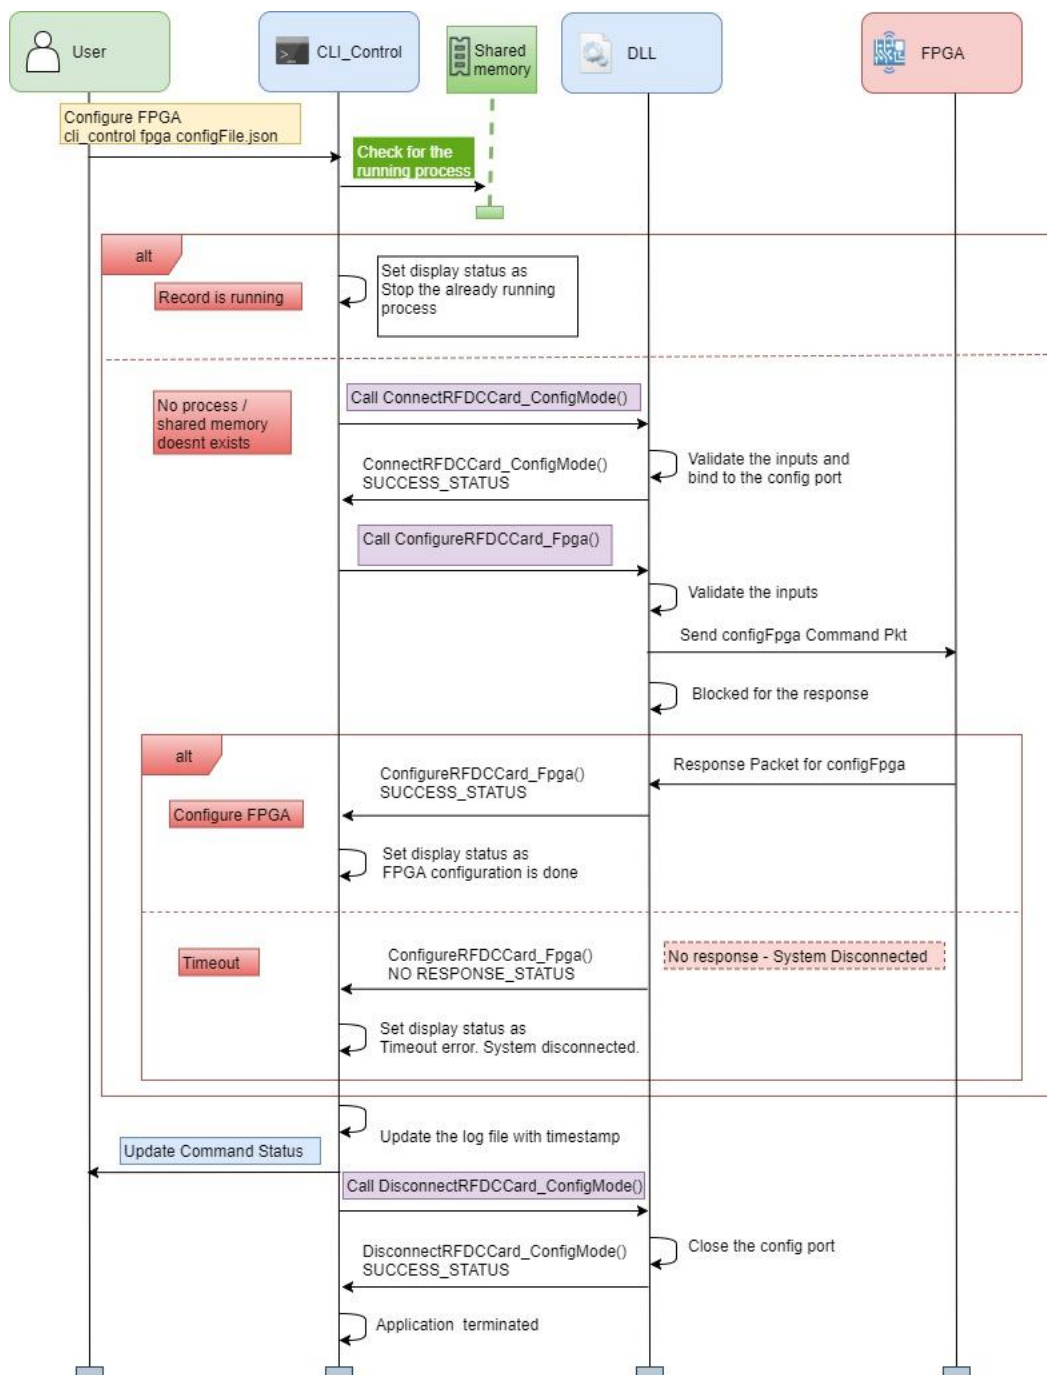 User
CLI_Control
Shared
memory
DLL
FPGA
Configure FPGA
cli_control fpga configFile.json
Check for the
running process
alt
Record is running
Set display status as
Stop the already running
process
No process /
shared memory
doesnt exists
Call ConnectRFDCCard_ConfigMode()
Validate the inputs and
bind to the config port
ConnectRFDCCard_ConfigMode()
SUCCESS_STATUS
Call ConfigureRFDCCard_Fpga()
Validate the inputs
Send configFpga Command Pkt
Blocked for the response
alt
Response Packet for configFpga
ConfigureRFDCCard_Fpga()
SUCCESS_STATUS
Configure FPGA
Set display status as
FPGA configuration is done
Timeout
ConfigureRFDCCard_Fpga()
NO RESPONSE_STATUS
No response - System Disconnected
Set display status as
Timeout error. System disconnected.
Update the log file with timestamp
Update Command Status
Call DisconnectRFDCCard_ConfigMode()
Close the config port
DisconnectRFDCCard_ConfigMode()
SUCCESS_STATUS
Application terminated